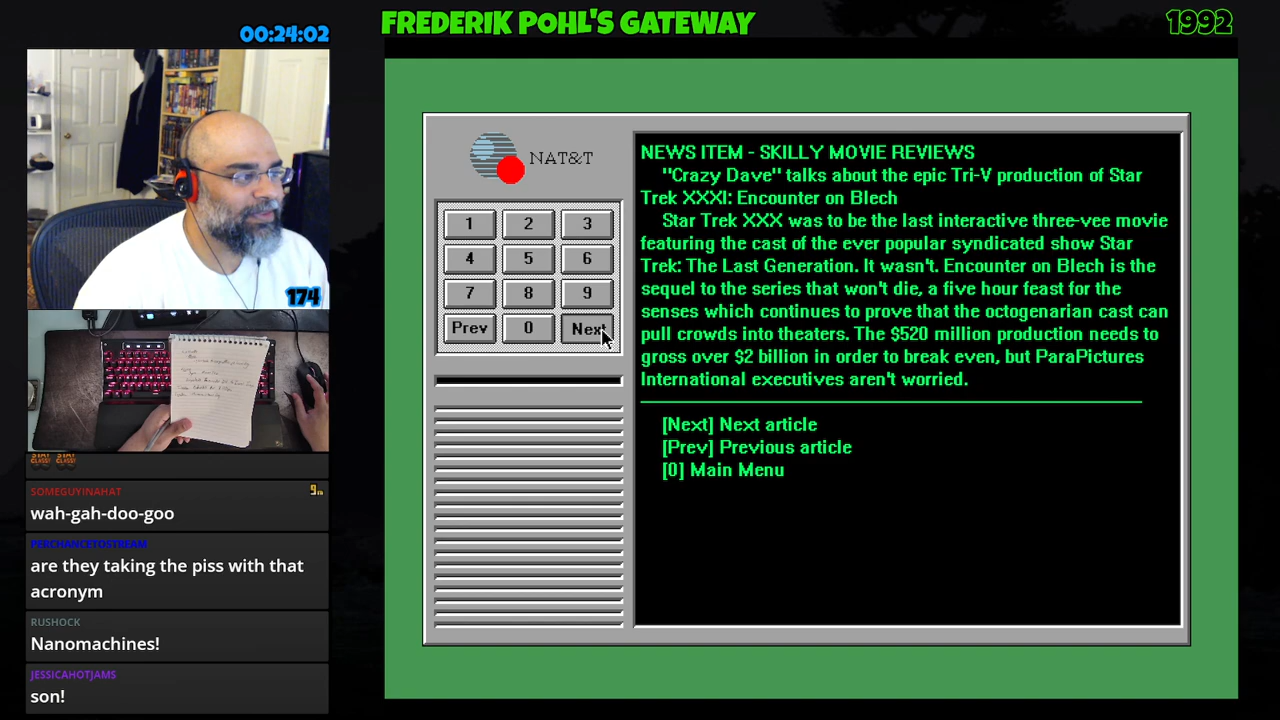 00:24:02
FREDERIK POHL'S GATEWAY
1992
174
STAY CLASSY STAY CLASSY
SOMEGUYINAHAT
9m
wah-gah-doo-goo
PERCHANCETOSTREAM
are they taking the piss with that
acronym
RUSHOCK
Nanomachines!
JESSICAHOTJAMS
son!
NAT&T
1 2 3
4 5 6
7 8 9
Prev 0 Next
NEWS ITEM - SKILLY MOVIE REVIEWS
"Crazy Dave" talks about the epic Tri-V production of Star
Trek XXXI: Encounter on Blech
Star Trek XXX was to be the last interactive three-vee movie
featuring the cast of the ever popular syndicated show Star
Trek: The Last Generation. It wasn't. Encounter on Blech is the
sequel to the series that won't die, a five hour feast for the
senses which continues to prove that the octogenarian cast can
pull crowds into theaters. The $520 million production needs to
gross over $2 billion in order to break even, but ParaPictures
International executives aren't worried.
[Next] Next article
[Prev] Previous article
[0] Main Menu